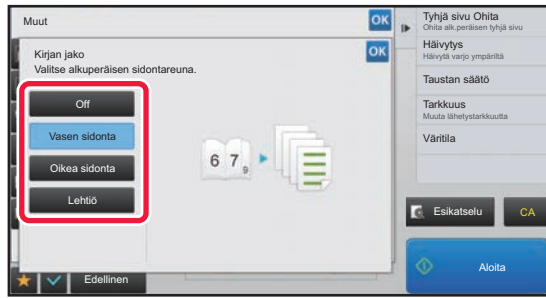 Muut
OK
Kirjan jako
OK
Valitse alkuperäisen sidontareuna.
Off
Vasen sidonta
Oikea sidonta
Lehtiö
6 7
9
Edellinen
Tyhjä sivu Ohita
Ohita alk.peräisen tyhjä sivu
Häivytys
Häivytä varjo ympäriltä
Taustan säätö
Tarkkuus
Muuta lähetystarkkuutta
Väritila
Esikatselu
CA
Aloita